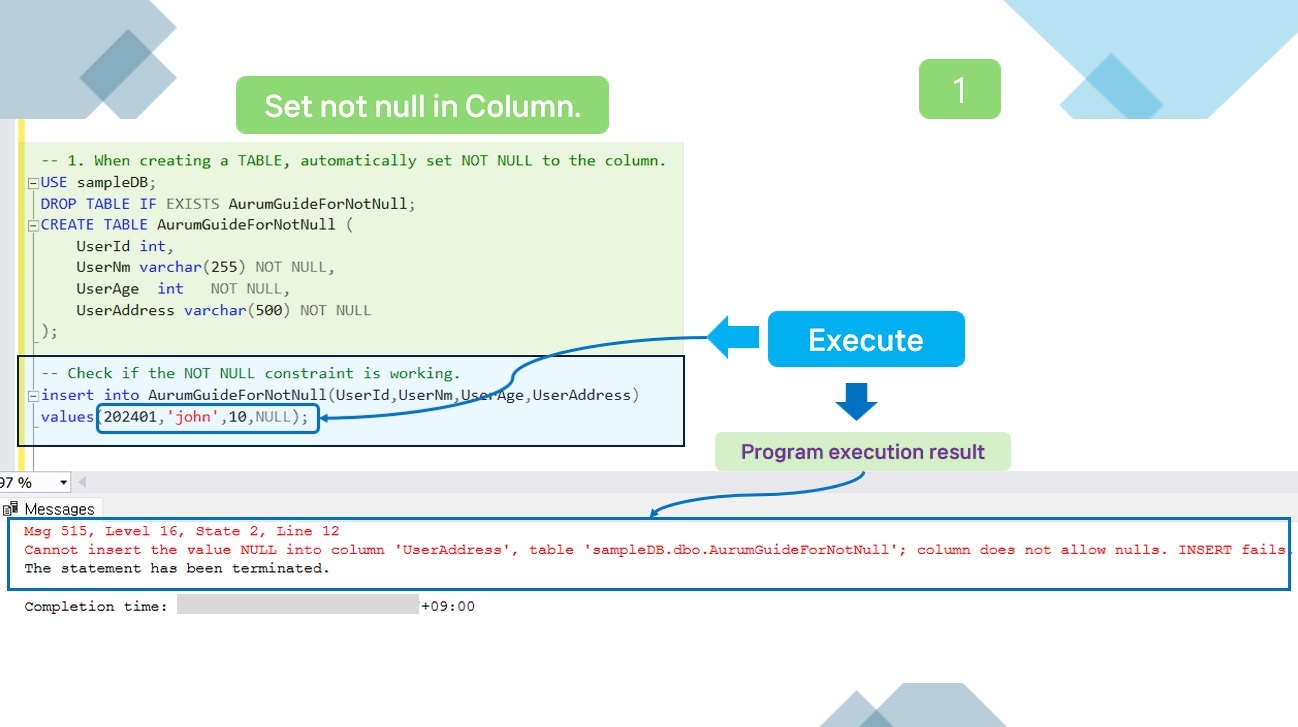 Set not null in Column.
1
-- 1. When creating a TABLE, automatically set NOT NULL to the column.
USE sampleDB;
DROP TABLE IF EXISTS AurumGuideForNotNull;
CREATE TABLE AurumGuideForNotNull (
UserId int,
UserNm varchar(255) NOT NULL,
UserAge int NOT NULL,
UserAddress varchar(500) NOT NULL
);
Execute
-- Check if the NOT NULL constraint is working.
insert into AurumGuideForNotNull(UserId,UserNm,UserAge,UserAddress)
values(202401,'john',10,NULL);
Program execution result
97 %
Messages
Msg 515, Level 16, State 2, Line 12
Cannot insert the value NULL into column 'UserAddress', table 'sampleDB.dbo.AurumGuideForNotNull'; column does not allow nulls. INSERT fails.
The statement has been terminated.
Completion time: +09:00